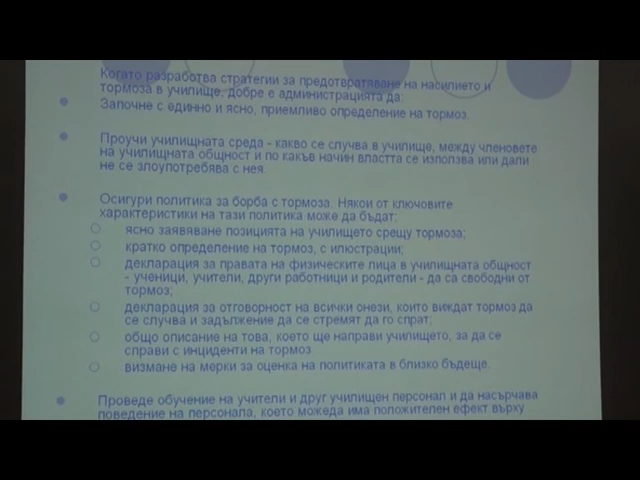 Когато разработва стратегии за предотвратяване на насилието и
тормоза в училище, добре е администрацията да:
Започне с единно и ясно, приемливо определение на тормоз.
Проучи училищната среда - какво се случва в училище, между членовете
на училищната общност и по какъв начин властта се използва или дали
не се злоупотребява с нея.
Осигури политика за борба с тормоза. Някои от ключовите
характеристики на тази политика може да бъдат:
ясно заявяване позицията на училището срещу тормоза;
кратко определение на тормоз, с илюстрации;
декларация за правата на физическите лица в училищната общност
- ученици, учители, други работници и родители - да са свободни от
тормоз;
декларация за отговорност на всички онези, които виждат тормоз да
се случва и задължение да се стремят да го спрат;
общо описание на това, което ще направи училището, за да се
справи с инциденти на тормоз
визмане на мерки за оценка на политиката в близко бъдеще.
Проведе обучение на учители и друг училищен персонал и да насърчава
поведение на персонала, което можеда има положителен ефект върху